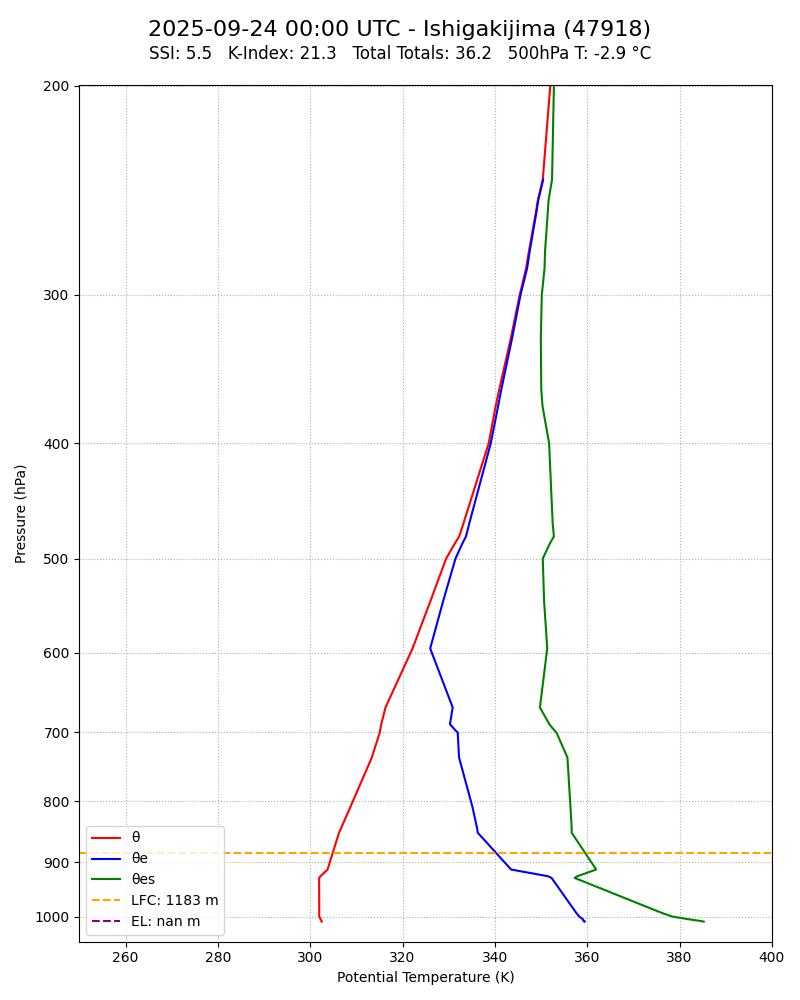 2025-09-24 00:00 UTC - Ishigakijima (47918)
SSI: 5.5   K-Index: 21.3   Total Totals: 36.2   500hPa T: -2.9 °C
200
300
400
500
600
700
800
900
1000
Pressure (hPa)
θ
θe
θes
LFC: 1183 m
EL: nan m
260 280 300 320 340 360 380 400
Potential Temperature (K)